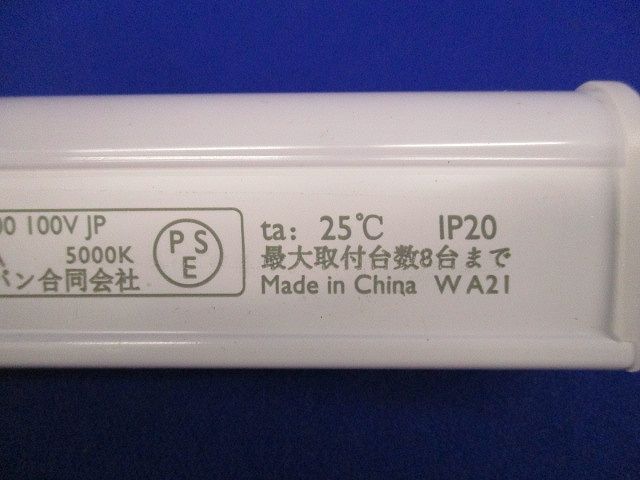 00 100V JP
5000K
パン合同会社
PSE
ta: 25℃ IP20
最大取付台数8台まで
Made in China W A21